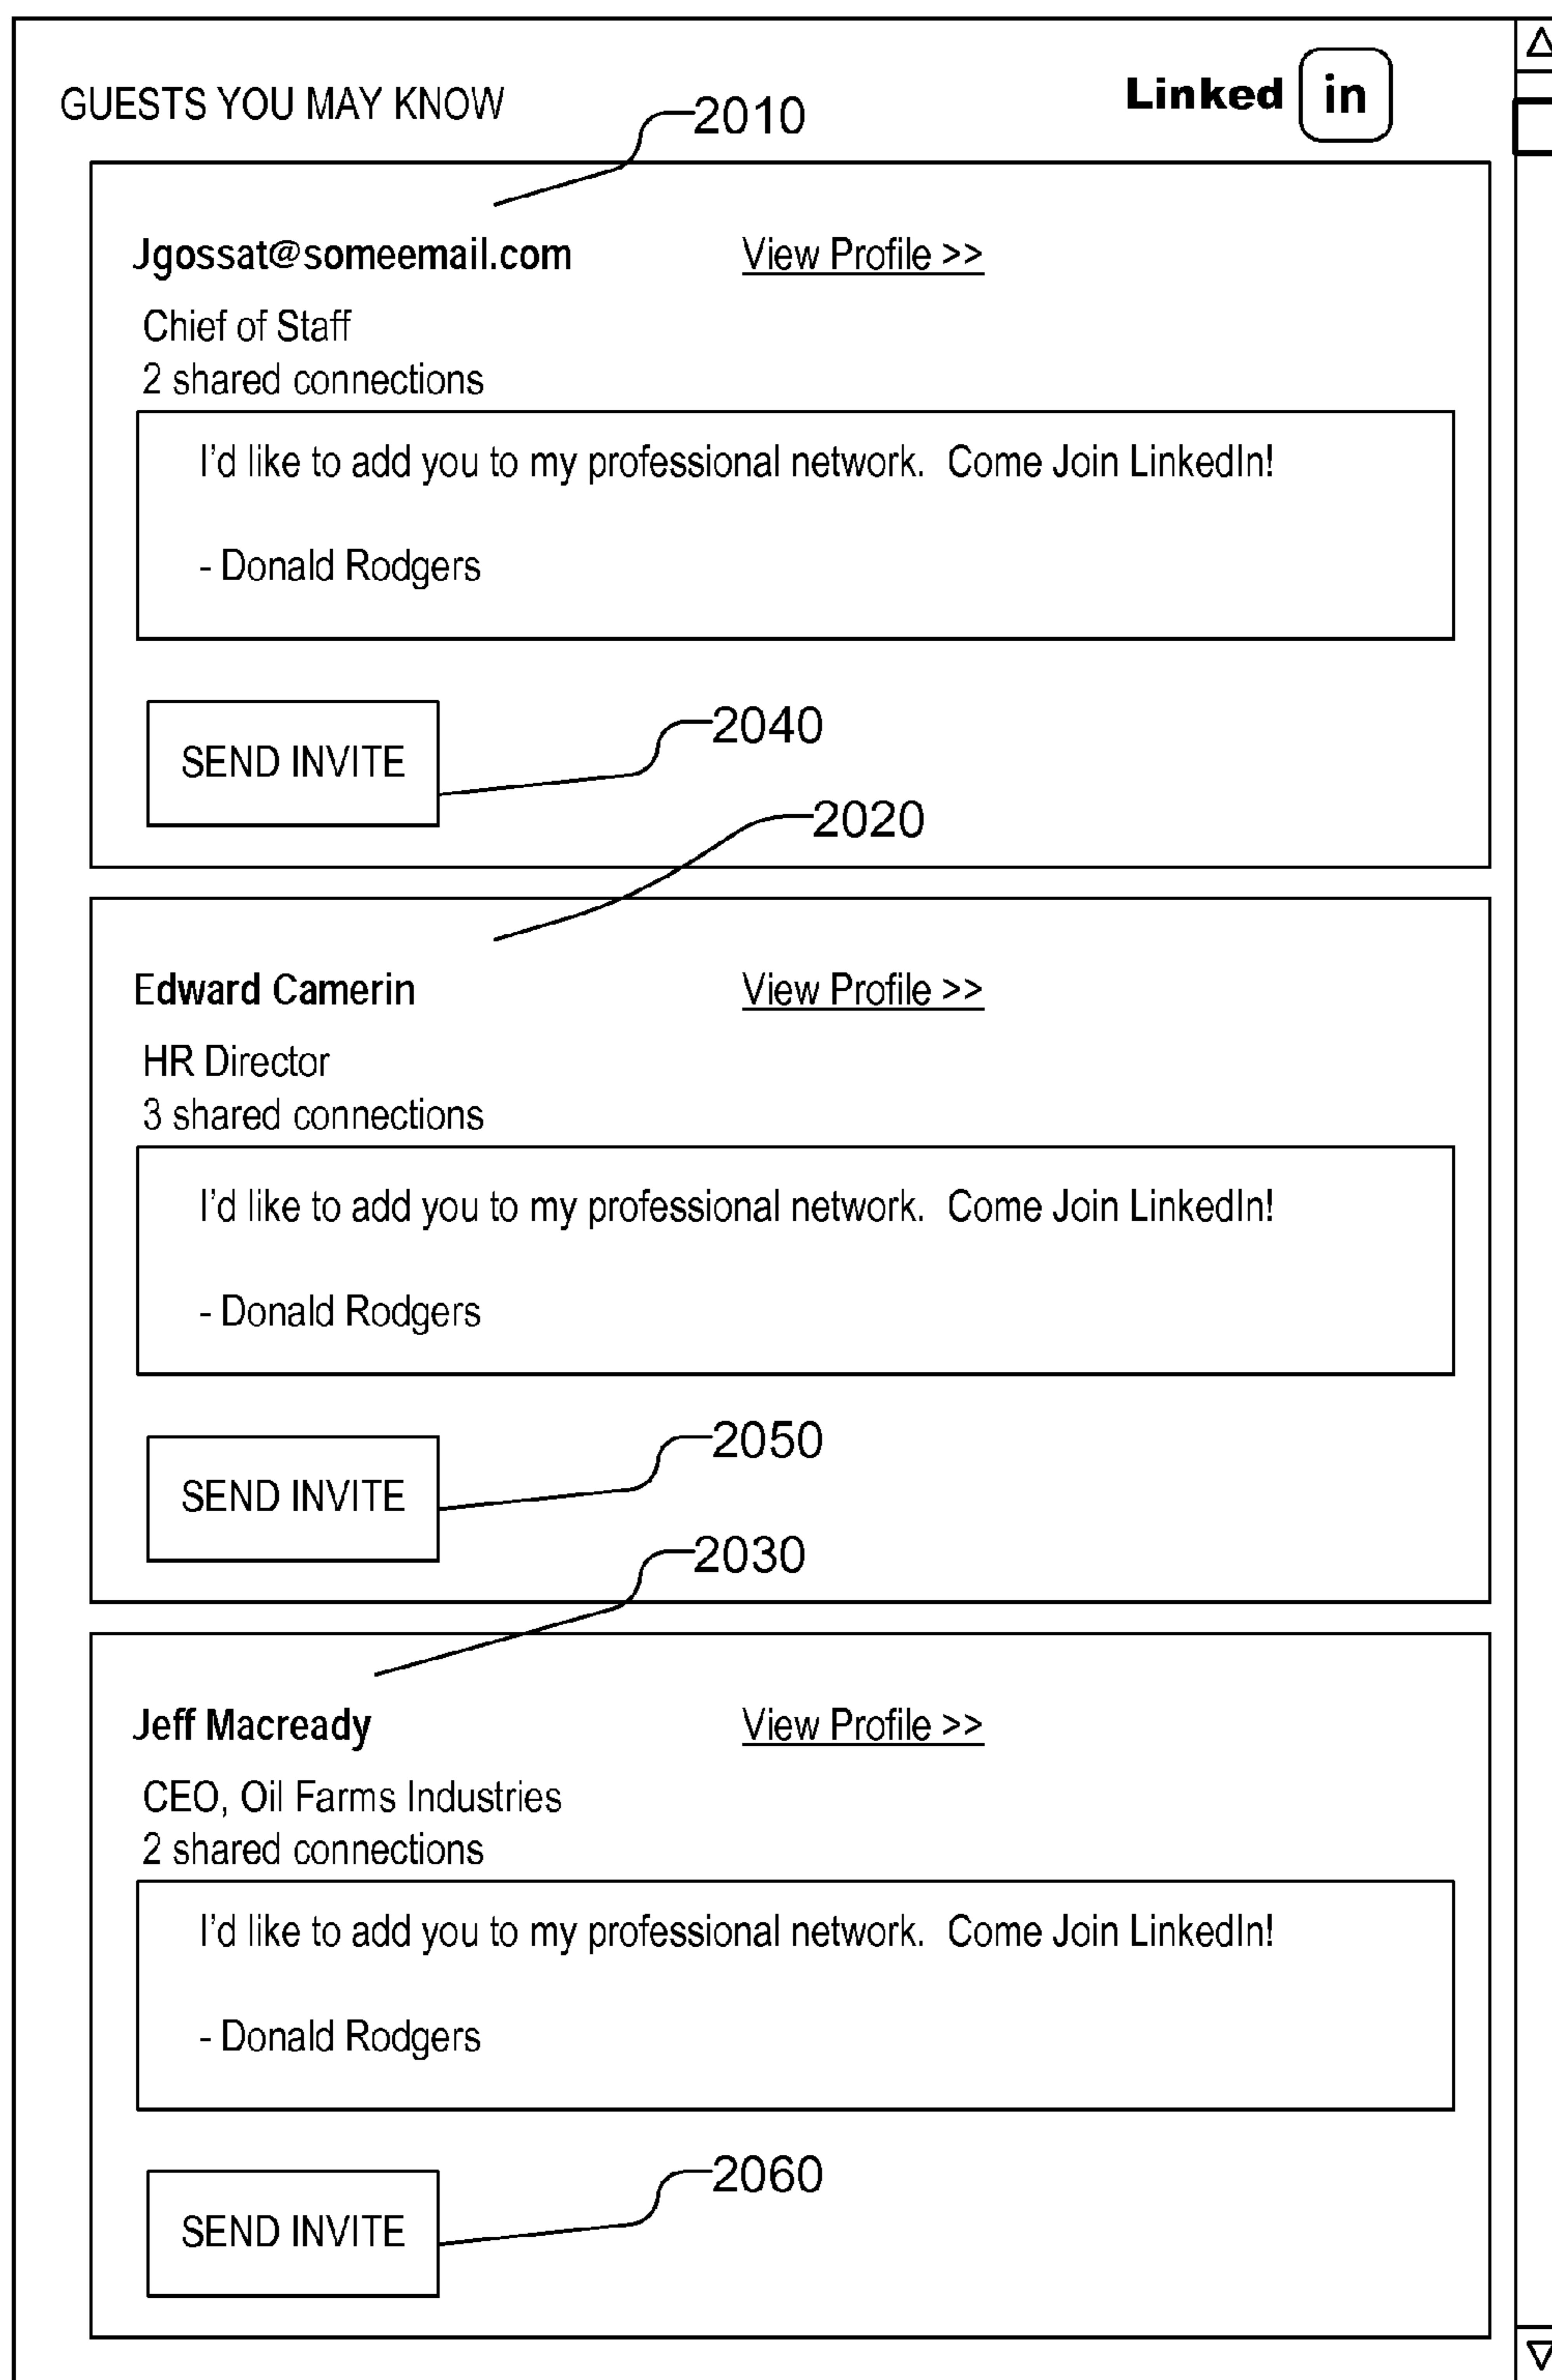 GUESTS YOU MAY KNOW
Linked in
2010
Jgossat@someemail.com View Profile >>
Chief of Staff
2 shared connections
I'd like to add you to my professional network. Come Join LinkedIn!
- Donald Rodgers
SEND INVITE
2040
2020
Edward Camerin View Profile >>
HR Director
3 shared connections
I'd like to add you to my professional network. Come Join LinkedIn!
- Donald Rodgers
SEND INVITE
2050
2030
Jeff Macready View Profile >>
CEO, Oil Farms Industries
2 shared connections
I'd like to add you to my professional network. Come Join LinkedIn!
- Donald Rodgers
SEND INVITE
2060